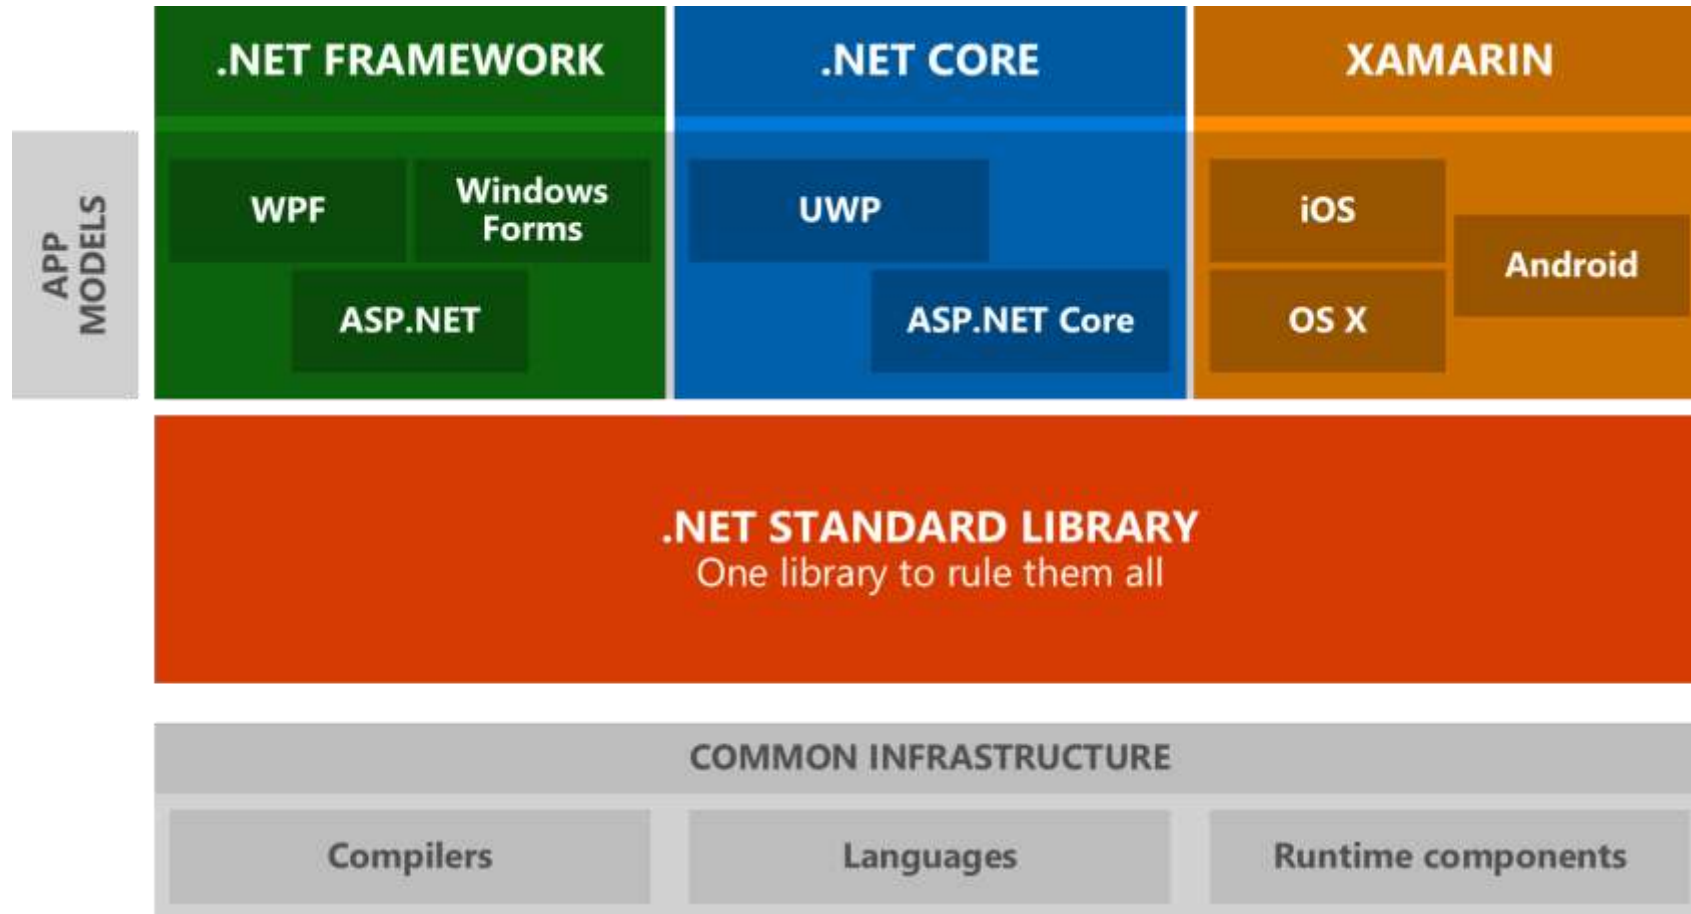 .NET FRAMEWORK
.NET CORE
XAMARIN
APP
MODELS
WPF
Windows
Forms
ASP.NET
UWP
ASP.NET Core
iOS
Android
OS X
.NET STANDARD LIBRARY
One library to rule them all
COMMON INFRASTRUCTURE
Compilers
Languages
Runtime components